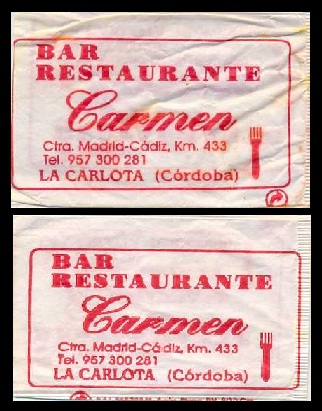 BAR
RESTAURANTE
Carmen
Ctra. Madrid-Cádiz, Km. 433
Tel. 957 300 281
LA CARLOTA (Córdoba)
BAR
RESTAURANTE
Carmen
Ctra. Madrid-Cádiz, Km. 433
Tel. 957 300 281
LA CARLOTA (Córdoba)